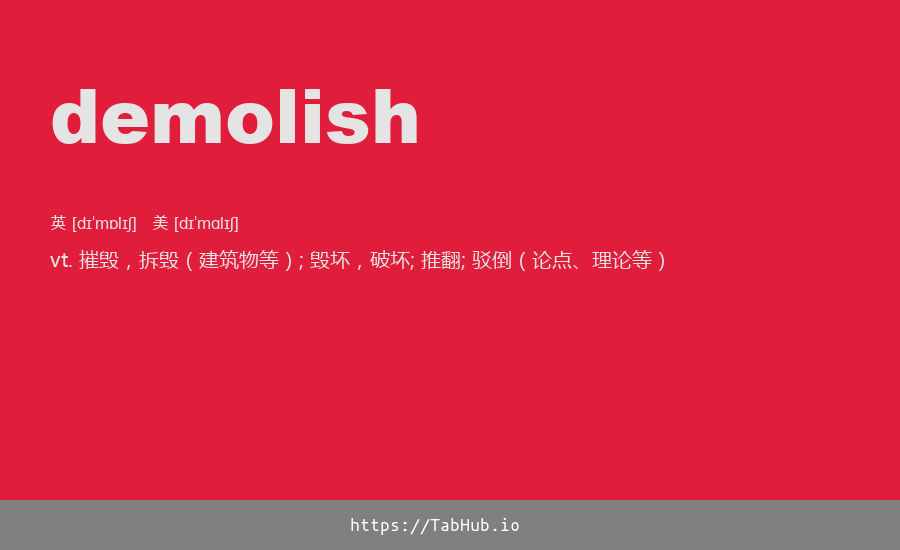 demolish
英 [dɪˈmɒlɪʃ] 美 [dɪˈmɑlɪʃ]
vt. 摧毁，拆毁（建筑物等）; 毁坏，破坏; 推翻; 驳倒（论点、理论等）
https://TabHub.io